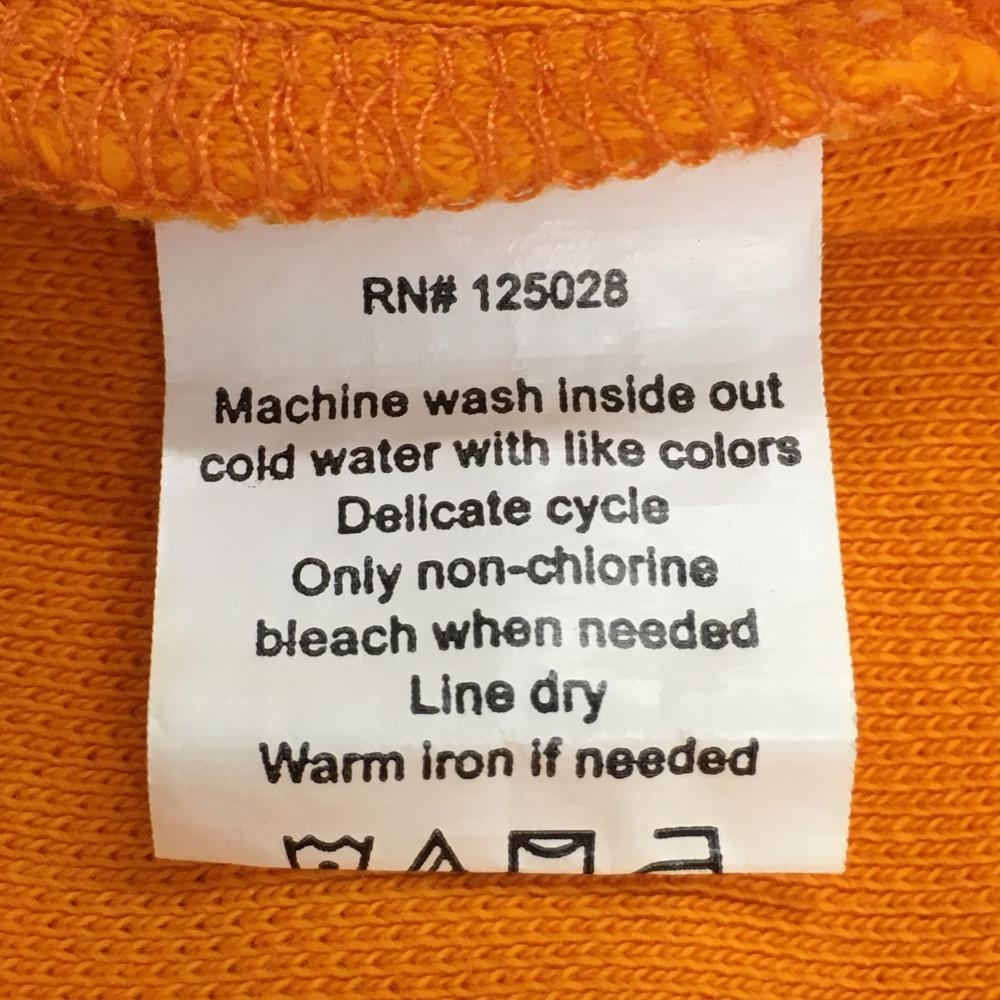 RN# 125028
Machine wash inside out
cold water with like colors
Delicate cycle
Only non-chlorine
bleach when needed
Line dry
Warm iron if needed